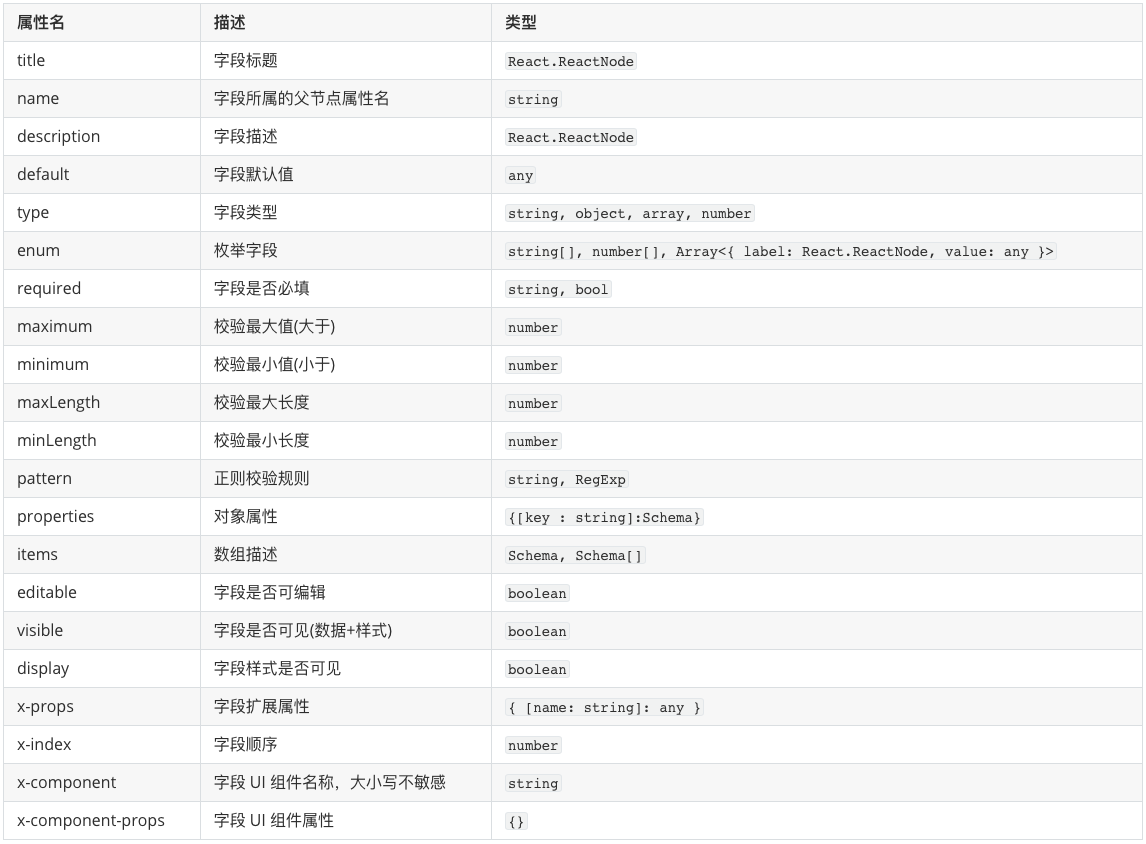 属性名 描述 类型
title 字段标题 React.ReactNode
name 字段所属的父节点属性名 string
description 字段描述 React.ReactNode
default 字段默认值 any
type 字段类型 string, object, array, number
enum 枚举字段 string[], number[], Array<{ label: React.ReactNode, value: any }>
required 字段是否必填 string, bool
maximum 校验最大值(大于) number
minimum 校验最小值(小于) number
maxLength 校验最大长度 number
minLength 校验最小长度 number
pattern 正则校验规则 string, RegExp
properties 对象属性 {[key : string]:Schema}
items 数组描述 Schema, Schema[]
editable 字段是否可编辑 boolean
visible 字段是否可见(数据+样式) boolean
display 字段样式是否可见 boolean
x-props 字段扩展属性 { [name: string]: any }
x-index 字段顺序 number
x-component 字段 UI 组件名称，大小写不敏感 string
x-component-props 字段 UI 组件属性 {}